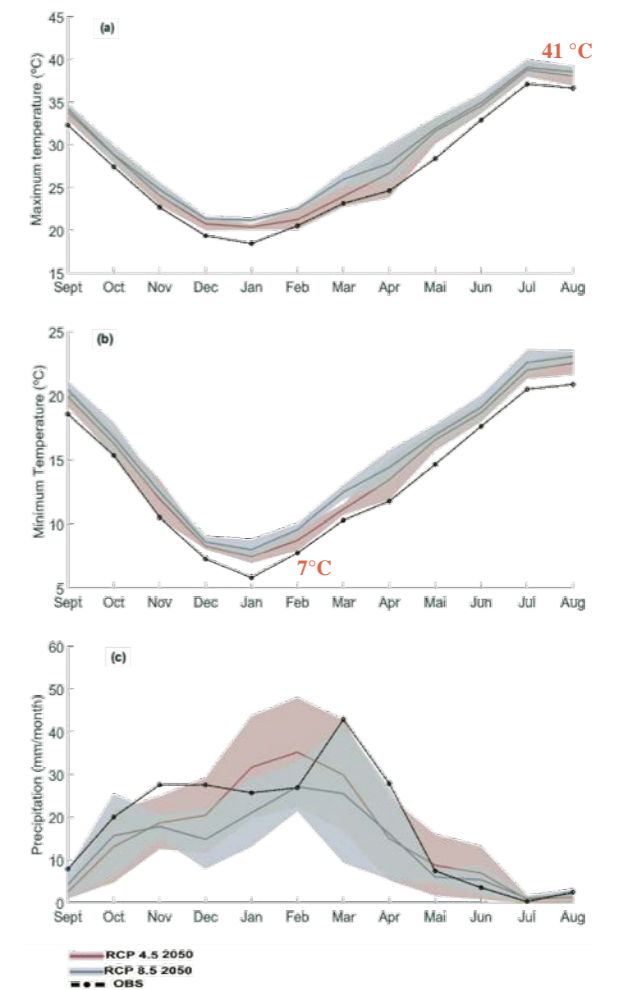 (a)
45
40
35
30
25
20
15
Maximum temperature (°C)
41 °C
Sept Oct Nov Dec Jan Feb Mar Apr Mai Jun Jul Aug
(b)
25
20
15
10
5
Minimum Temperature (°C)
7°C
Sept Oct Nov Dec Jan Feb Mar Apr Mai Jun Jul Aug
(c)
60
50
40
30
20
10
0
Precipitation (mm/month)
Sept Oct Nov Dec Jan Feb Mar Apr Mai Jun Jul Aug
RCP 4.5 2050
RCP 8.5 2050
OBS